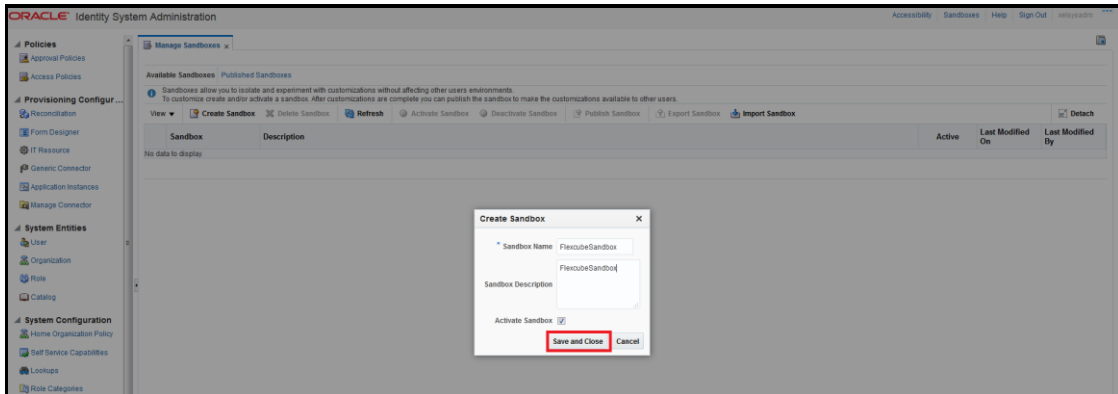 ORACLE Identity System Administration
Accessibility Sandboxes Help Sign Out xelsysadm
Policies
Approval Policies
Access Policies
Provisioning Configur...
Reconciliation
Form Designer
IT Resource
Generic Connector
Application Instances
Manage Connector
System Entities
User
Organization
Role
Catalog
System Configuration
Home Organization Policy
Self Service Capabilities
Lookups
Role Categories
Manage Sandboxes x
Available Sandboxes Published Sandboxes
Sandboxes allow you to isolate and experiment with customizations without affecting other users environments.
To customize create and/or activate a sandbox. After customizations are complete you can publish the sandbox to make the customizations available to other users.
View Create Sandbox Delete Sandbox Refresh Activate Sandbox Deactivate Sandbox Publish Sandbox Export Sandbox Import Sandbox Detach
Sandbox Description Active Last Modified On Last Modified By
No data to display
Create Sandbox
* Sandbox Name FlexcubeSandbox
Sandbox Description FlexcubeSandbox
Activate Sandbox
Save and Close Cancel